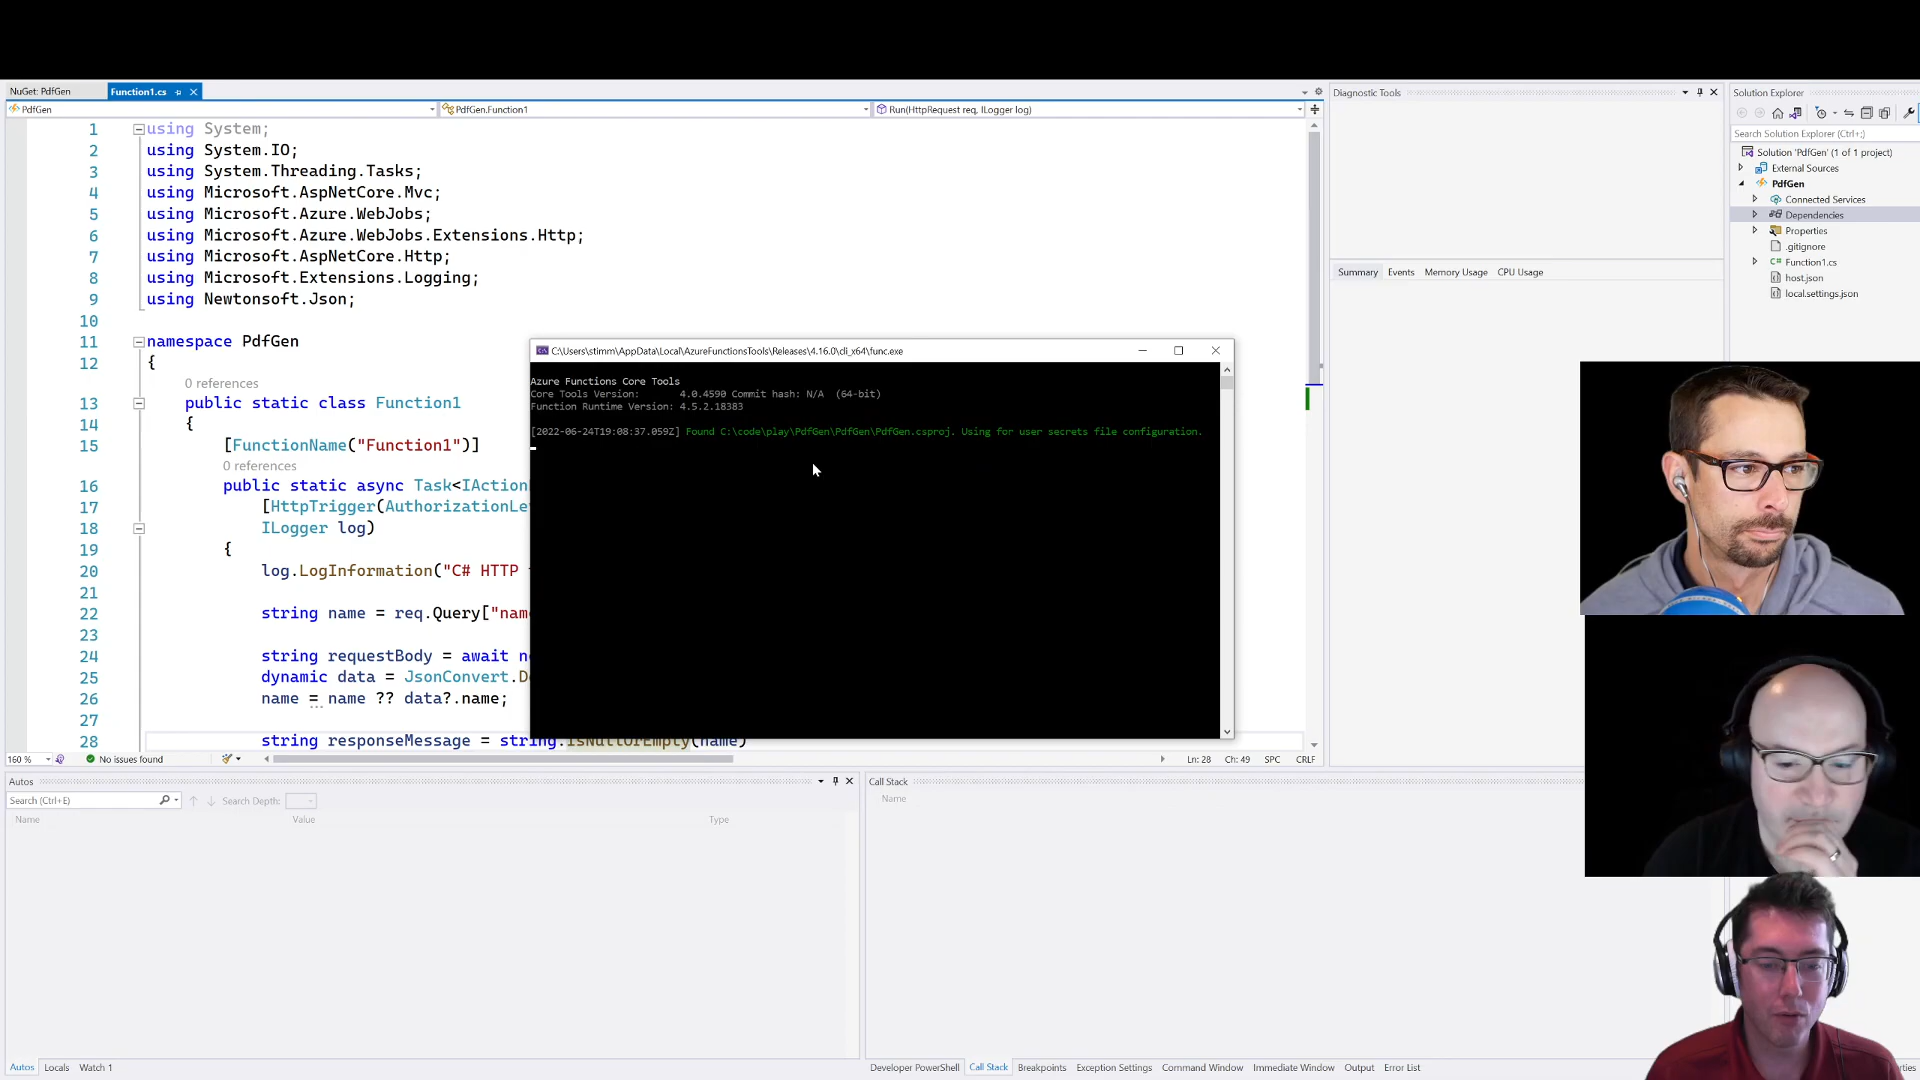 NuGet: PdfGen
Function1.cs
PdfGen
PdfGen.Function1
Run(HttpRequest req, ILogger log)
1 using System;
2 using System.IO;
3 using System.Threading.Tasks;
4 using Microsoft.AspNetCore.Mvc;
5 using Microsoft.Azure.WebJobs;
6 using Microsoft.Azure.WebJobs.Extensions.Http;
7 using Microsoft.AspNetCore.Http;
8 using Microsoft.Extensions.Logging;
9 using Newtonsoft.Json;
10
11 namespace PdfGen
12 {
0 references
13 public static class Function1
14 {
15 [FunctionName("Function1")]
0 references
16 public static async Task<IAction
17 [HttpTrigger(AuthorizationLe
18 ILogger log)
19 {
20 log.LogInformation("C# HTTP
21
22 string name = req.Query["nam
23
24 string requestBody = await n
25 dynamic data = JsonConvert.D
26 name = name ?? data?.name;
27
28 string responseMessage = string.IsNullOrEmpty(name)
C:\Users\stimm\AppData\Local\AzureFunctionsTools\Releases\4.16.0\cli_x64\func.exe
Azure Functions Core Tools
Core Tools Version: 4.0.4590 Commit hash: N/A (64-bit)
Function Runtime Version: 4.5.2.18383
[2022-06-24T19:08:37.059Z] Found C:\code\play\PdfGen\PdfGen\PdfGen.csproj. Using for user secrets file configuration.
160 %
No issues found
Ln: 28 Ch: 49 SPC CRLF
Autos
Search (Ctrl+E)
Search Depth:
Name Value Type
Autos Locals Watch 1
Call Stack
Name
Developer PowerShell Call Stack Breakpoints Exception Settings Command Window Immediate Window Output Error List
Diagnostic Tools
Summary Events Memory Usage CPU Usage
Solution Explorer
Search Solution Explorer (Ctrl+;)
Solution 'PdfGen' (1 of 1 project)
External Sources
PdfGen
Connected Services
Dependencies
Properties
.gitignore
C# Function1.cs
host.json
local.settings.json